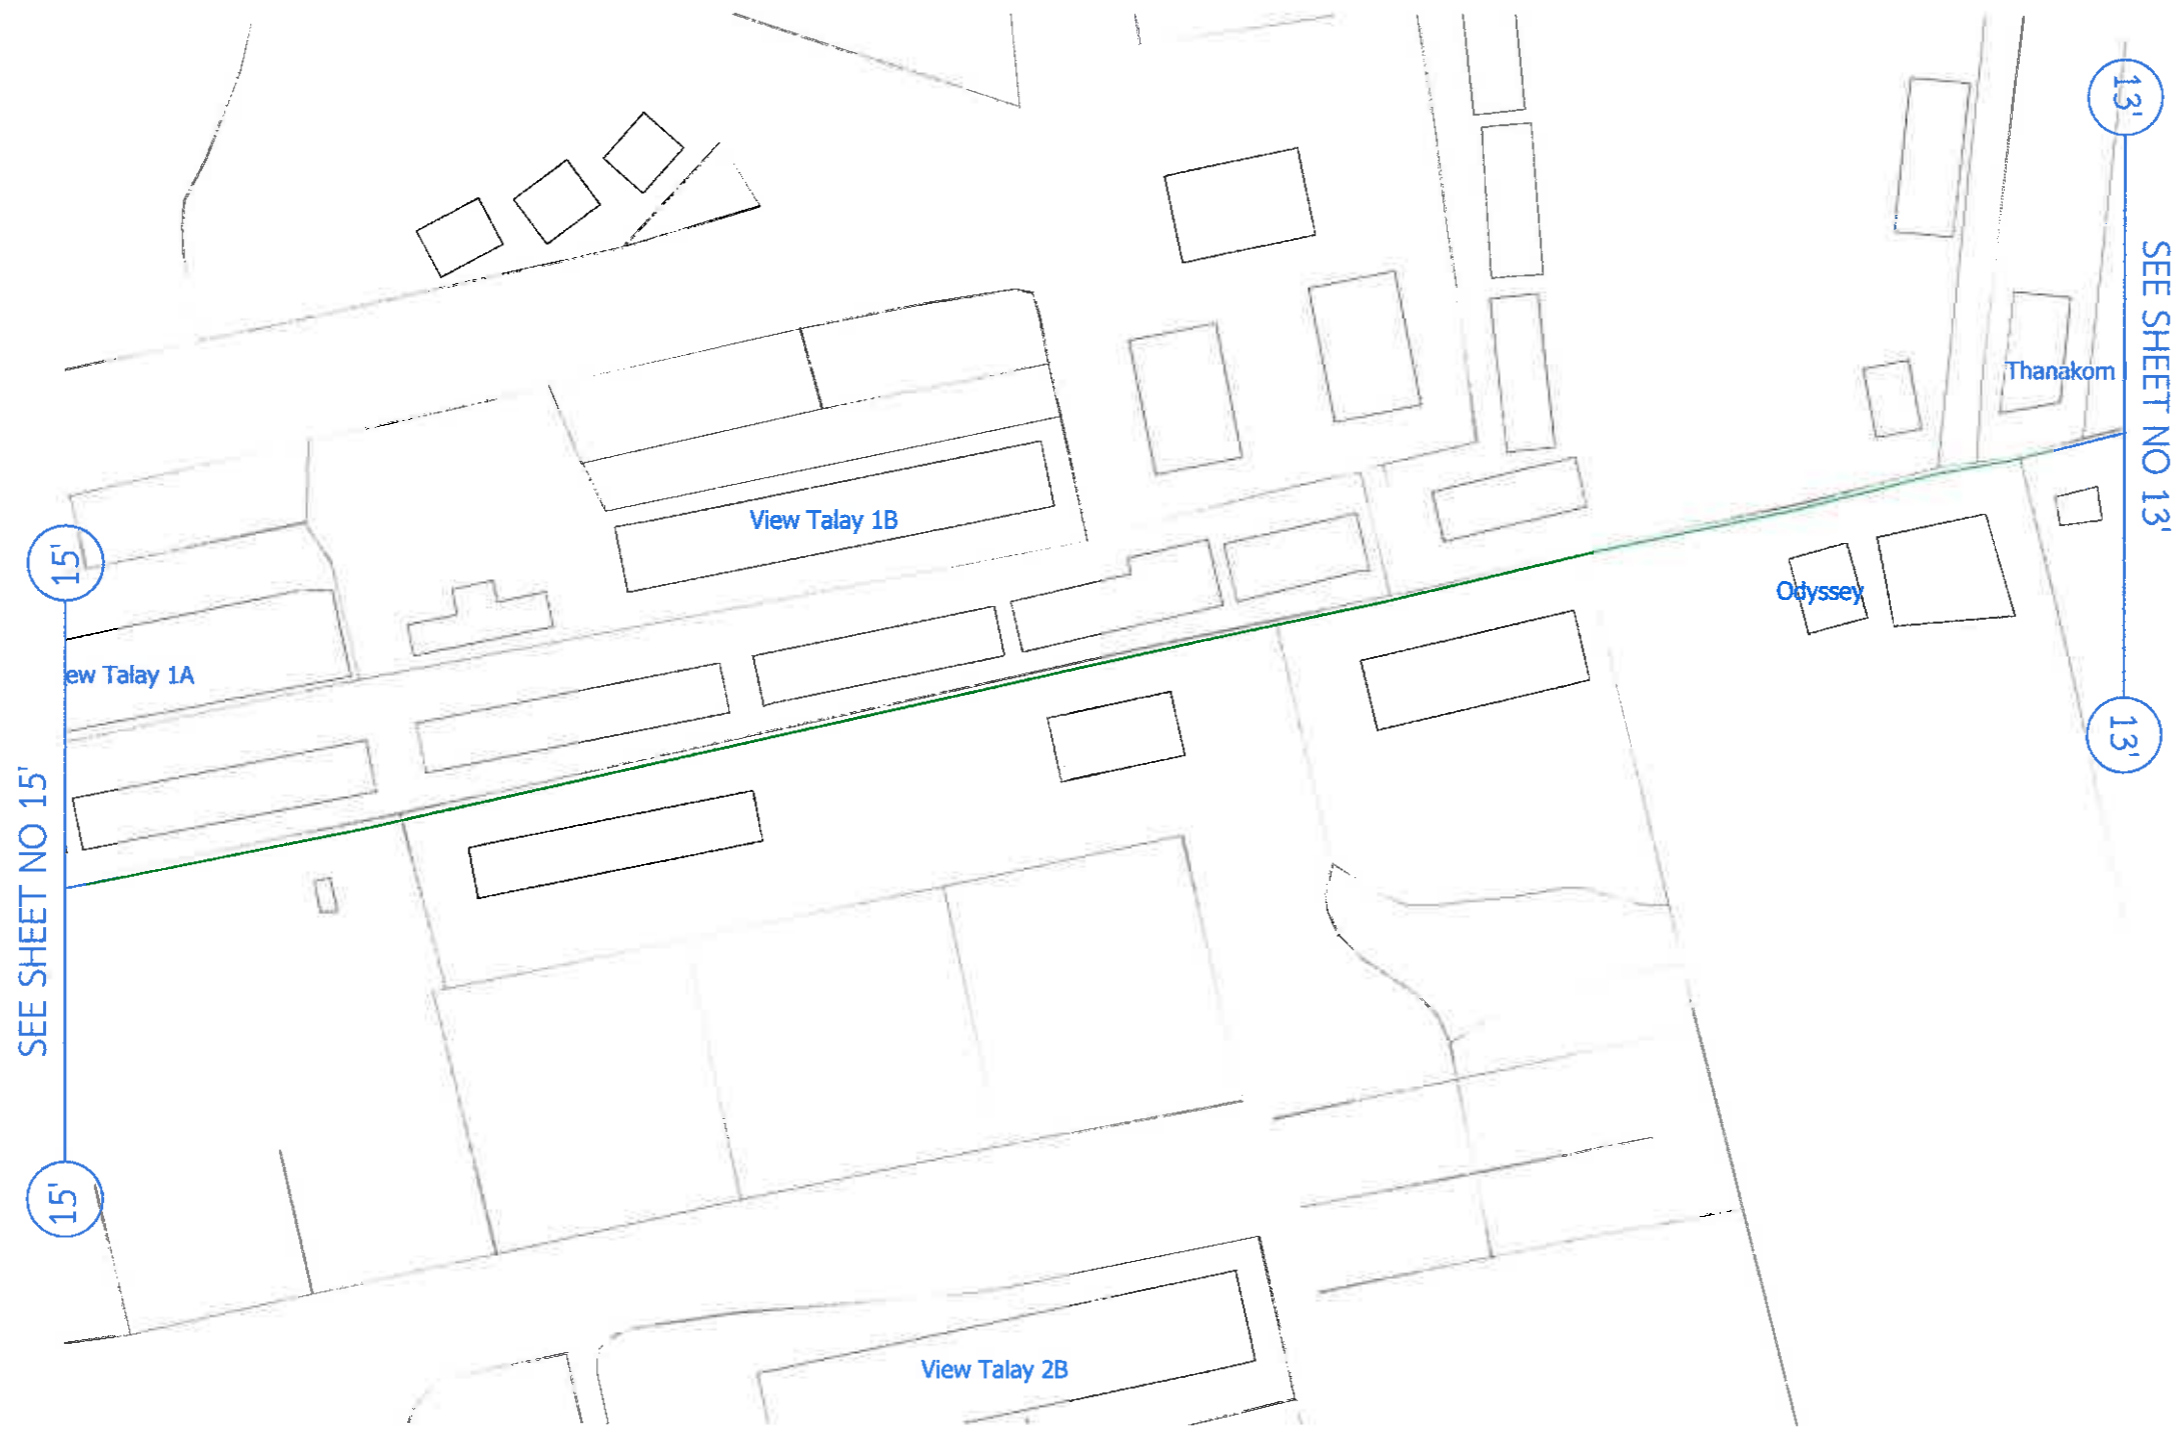 13'
SEE SHEET NO 13'
13'
Thanakom
View Talay 1B
Odyssey
15'
ew Talay 1A
SEE SHEET NO 15'
15'
View Talay 2B